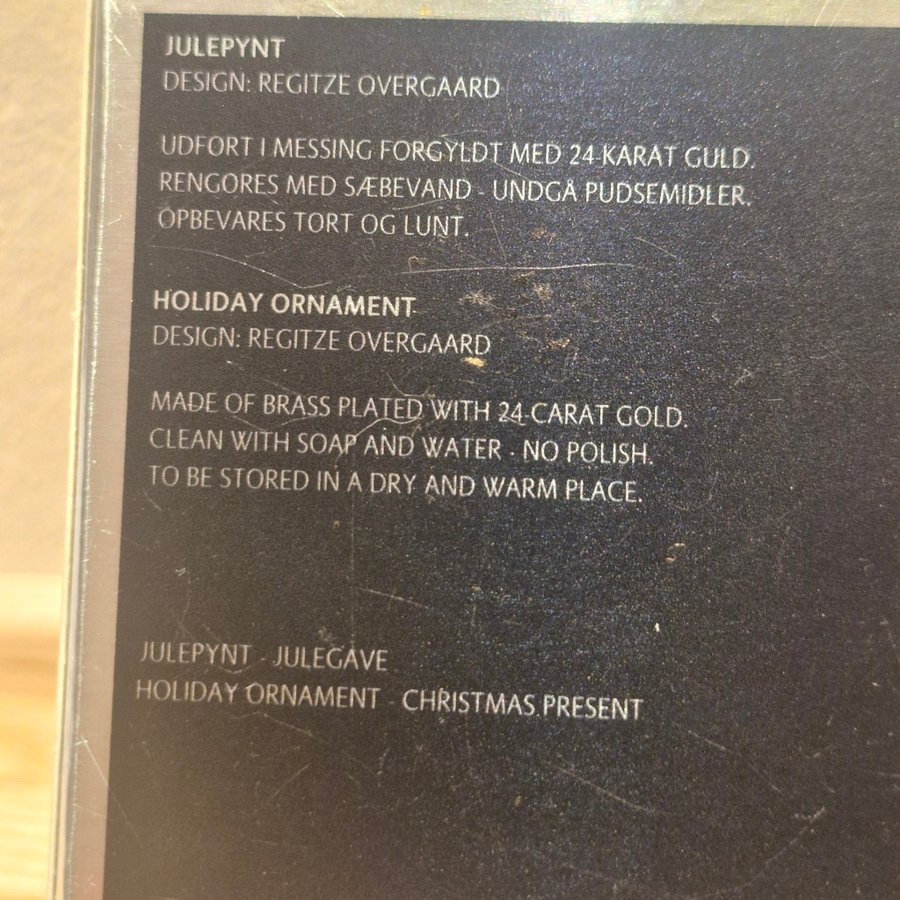 JULEPYNT
DESIGN: REGITZE OVERGAARD
UDFORT I MESSING FORGYLDT MED 24-KARAT GULD.
RENGORES MED SÆBEVAND - UNDGA PUDSEMIDLER.
OPBEVARES TORT OG LUNT.
HOLIDAY ORNAMENT
DESIGN: REGITZE OVERGAARD
MADE OF BRASS PLATED WITH 24-CARAT GOLD.
CLEAN WITH SOAP AND WATER - NO POLISH.
TO BE STORED IN A DRY AND WARM PLACE.
JULEPYNT - JULEGAVE
HOLIDAY ORNAMENT - CHRISTMAS PRESENT